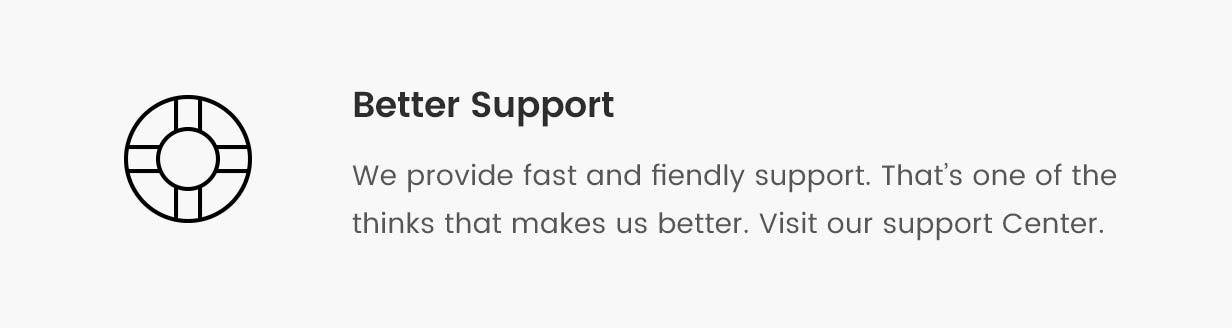 Better Support
We provide fast and fiendly support. That’s one of the
thinks that makes us better. Visit our support Center.